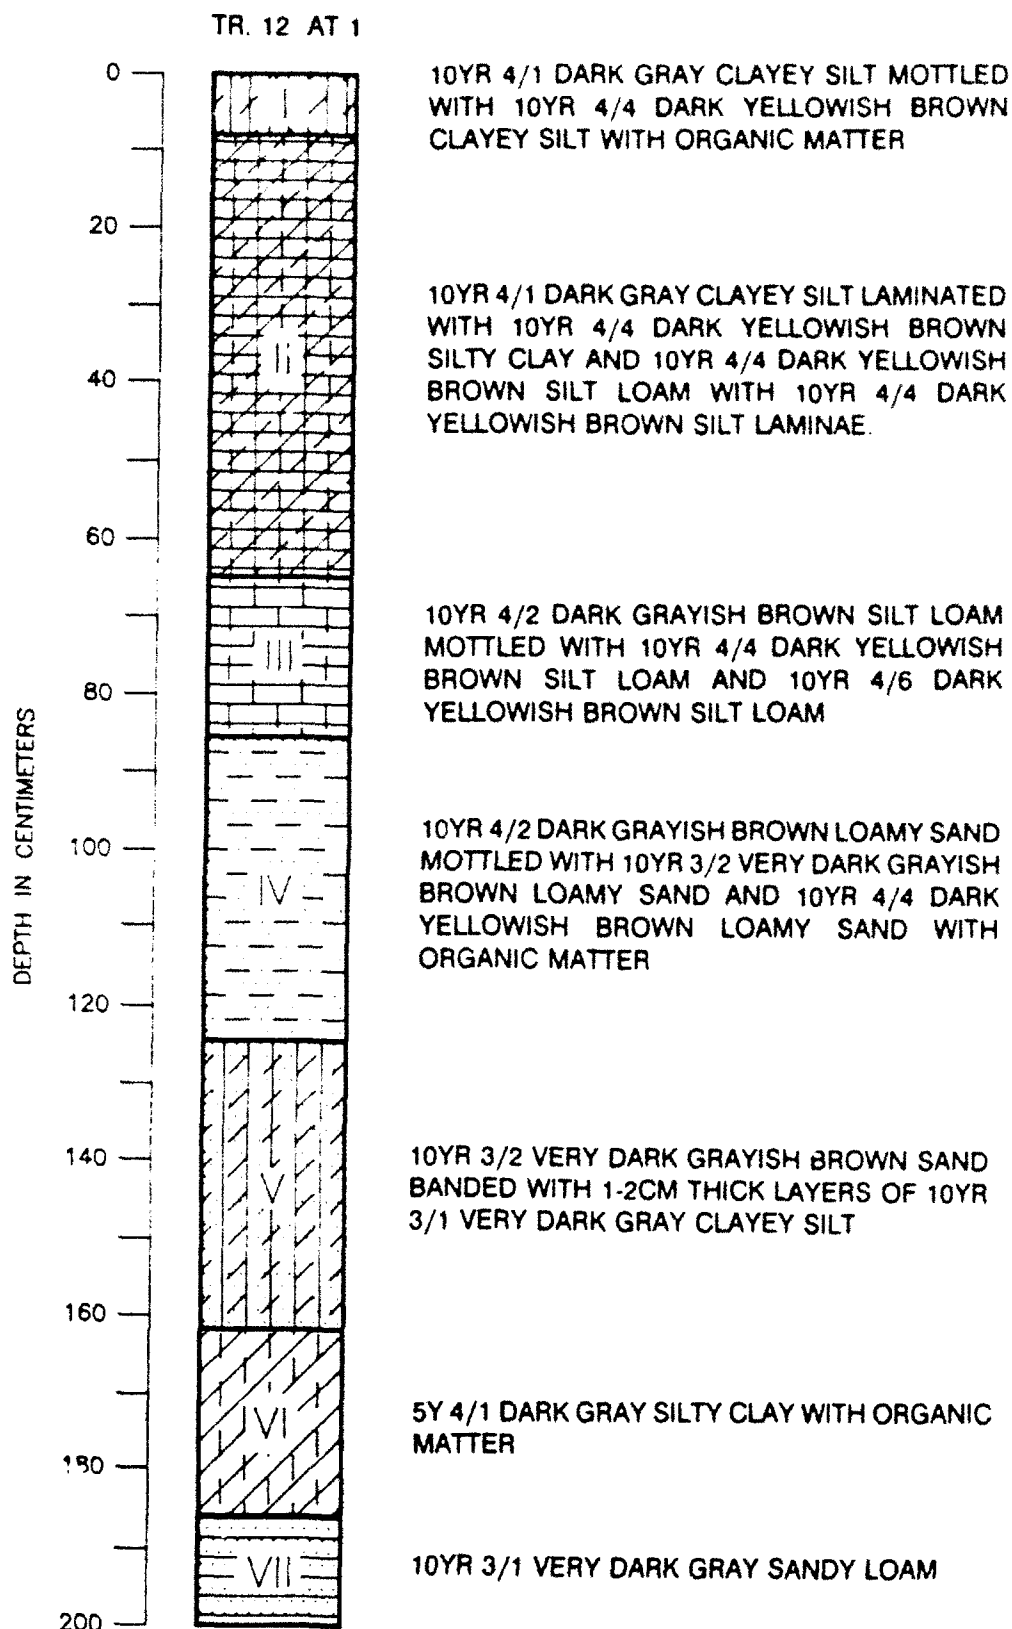 TR. 12 AT 1
0
20
40
60
80
100
120
140
160
180
200
DEPTH IN CENTIMETERS
I
10YR 4/1 DARK GRAY CLAYEY SILT MOTTLED
WITH 10YR 4/4 DARK YELLOWISH BROWN
CLAYEY SILT WITH ORGANIC MATTER
II
10YR 4/1 DARK GRAY CLAYEY SILT LAMINATED
WITH 10YR 4/4 DARK YELLOWISH BROWN
SILTY CLAY AND 10YR 4/4 DARK YELLOWISH
BROWN SILT LOAM WITH 10YR 4/4 DARK
YELLOWISH BROWN SILT LAMINAE.
III
10YR 4/2 DARK GRAYISH BROWN SILT LOAM
MOTTLED WITH 10YR 4/4 DARK YELLOWISH
BROWN SILT LOAM AND 10YR 4/6 DARK
YELLOWISH BROWN SILT LOAM
IV
10YR 4/2 DARK GRAYISH BROWN LOAMY SAND
MOTTLED WITH 10YR 3/2 VERY DARK GRAYISH
BROWN LOAMY SAND AND 10YR 4/4 DARK
YELLOWISH BROWN LOAMY SAND WITH
ORGANIC MATTER
V
10YR 3/2 VERY DARK GRAYISH BROWN SAND
BANDED WITH 1-2CM THICK LAYERS OF 10YR
3/1 VERY DARK GRAY CLAYEY SILT
VI
5Y 4/1 DARK GRAY SILTY CLAY WITH ORGANIC
MATTER
VII
10YR 3/1 VERY DARK GRAY SANDY LOAM